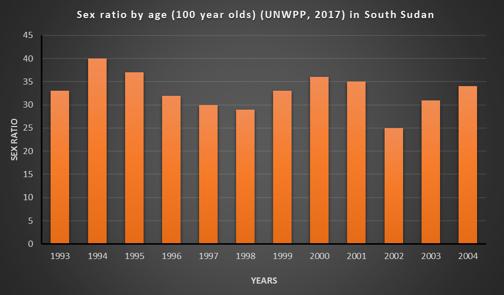 Sex ratio by age (100 year olds) (UNWPP, 2017) in South Sudan
45
40
35
30
25
20
15
10
5
0
SEX RATIO
1993 1994 1995 1996 1997 1998 1999 2000 2001 2002 2003 2004
YEARS